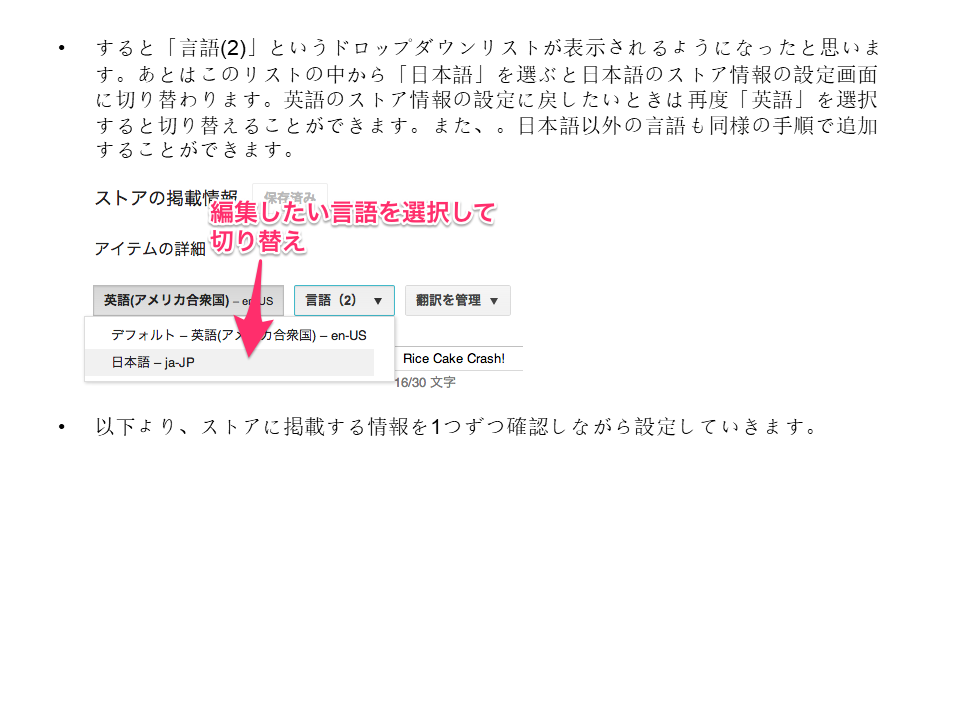 • すると「言語(2)」というドロップダウンリストが表示されるようになったと思いま
す。あとはこのリストの中から「日本語」を選ぶと日本語のストア情報の設定画面
に切り替わります。英語のストア情報の設定に戻したいときは再度「英語」を選択
すると切り替えることができます。また、。日本語以外の言語も同様の手順で追加
することができます。
ストアの掲載情報 保存済み
編集したい言語を選択して
切り替え
アイテムの詳細
英語(アメリカ合衆国) – en-US 言語（2） ▼ 翻訳を管理 ▼
デフォルト – 英語(アメリカ合衆国) – en-US
日本語 – ja-JP
Rice Cake Crash!
16/30 文字
• 以下より、ストアに掲載する情報を1つずつ確認しながら設定していきます。